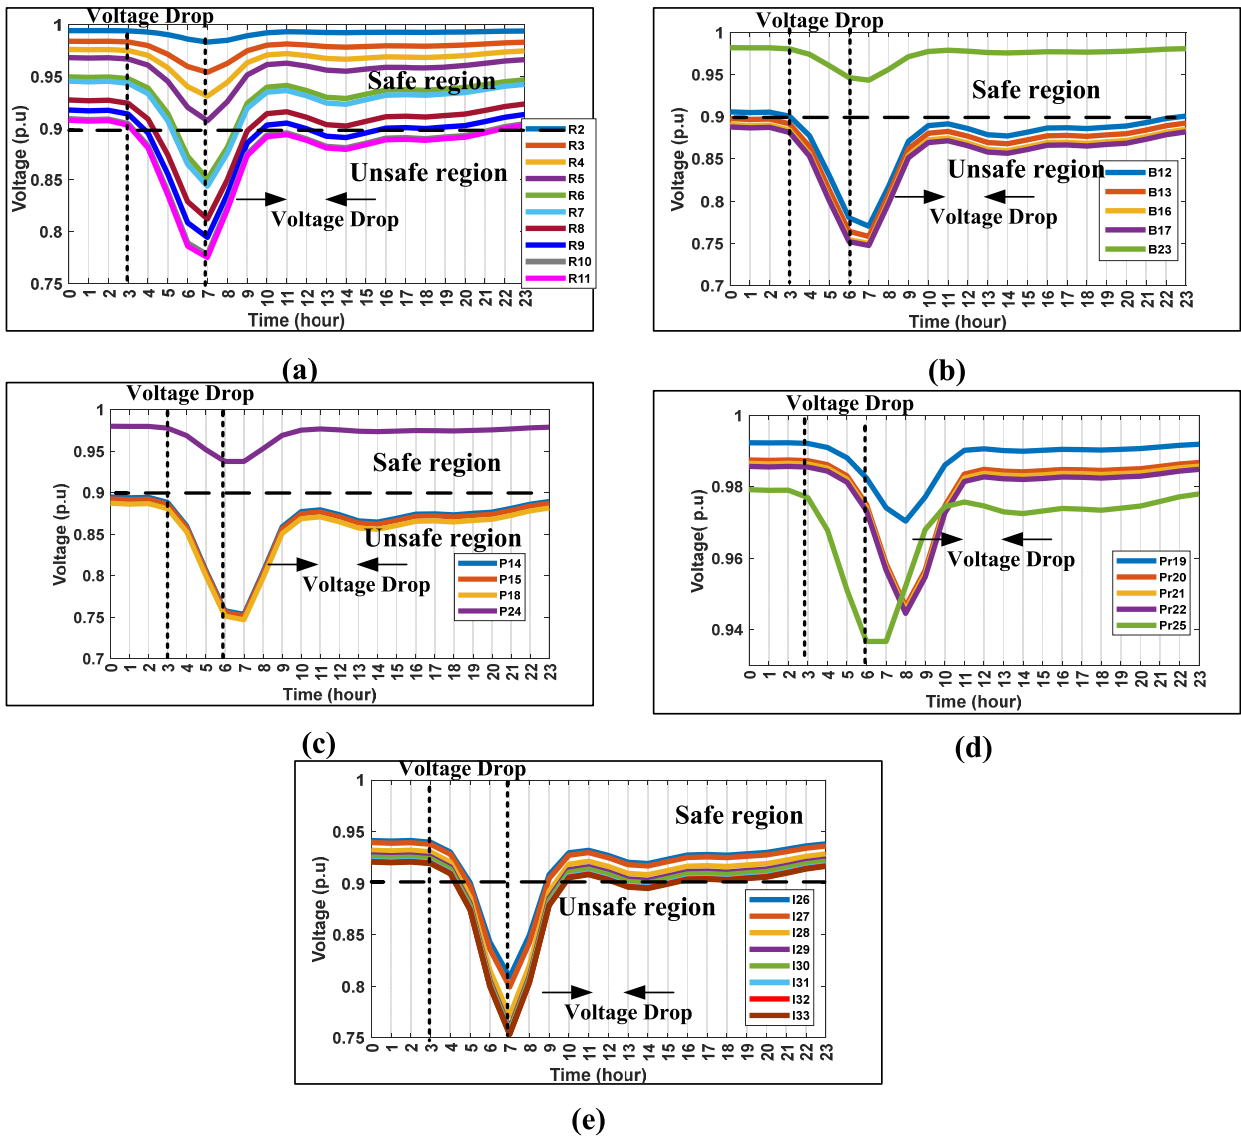 Voltage Drop
1
0.95
0.9
0.85
0.8
0.75
Voltage (p.u)
Safe region
Unsafe region
Voltage Drop
R2
R3
R4
R5
R6
R7
R8
R9
R10
R11
0 1 2 3 4 5 6 7 8 9 10 11 12 13 14 15 16 17 18 19 20 21 22 23
Time (hour)
(a)
Voltage Drop
1
0.95
0.9
0.85
0.8
0.75
0.7
Voltage (p.u)
Safe region
Unsafe region
Voltage Drop
B12
B13
B16
B17
B23
0 1 2 3 4 5 6 7 8 9 10 11 12 13 14 15 16 17 18 19 20 21 22 23
Time (hour)
(b)
Voltage Drop
1
0.95
0.9
0.85
0.8
0.75
0.7
Voltage (p.u)
Safe region
Unsafe region
Voltage Drop
P14
P15
P18
P24
0 1 2 3 4 5 6 7 8 9 10 11 12 13 14 15 16 17 18 19 20 21 22 23
Time (hour)
(c)
Voltage Drop
1
0.98
0.96
0.94
Voltage( p.u)
Voltage Drop
Pr19
Pr20
Pr21
Pr22
Pr25
0 1 2 3 4 5 6 7 8 9 10 11 12 13 14 15 16 17 18 19 20 21 22 23
Time (hour)
(d)
Voltage Drop
1
0.95
0.9
0.85
0.8
0.75
Voltage (p.u)
Safe region
Unsafe region
Voltage Drop
I26
I27
I28
I29
I30
I31
I32
I33
0 1 2 3 4 5 6 7 8 9 10 11 12 13 14 15 16 17 18 19 20 21 22 23
Time (hour)
(e)